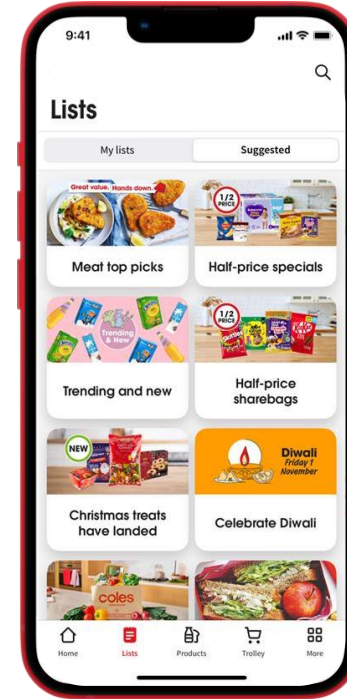 9:41
Lists
My lists
Suggested
Great value. Hands down.
Meat top picks
1/2
PRICE
Half-price specials
Trending
& New
Trending and new
1/2
PRICE
Skittles
KitKat
Half-price
sharebags
NEW
Christmas treats
have landed
Diwali
Friday 1
November
Celebrate Diwali
coles
Home
Lists
Products
Trolley
More